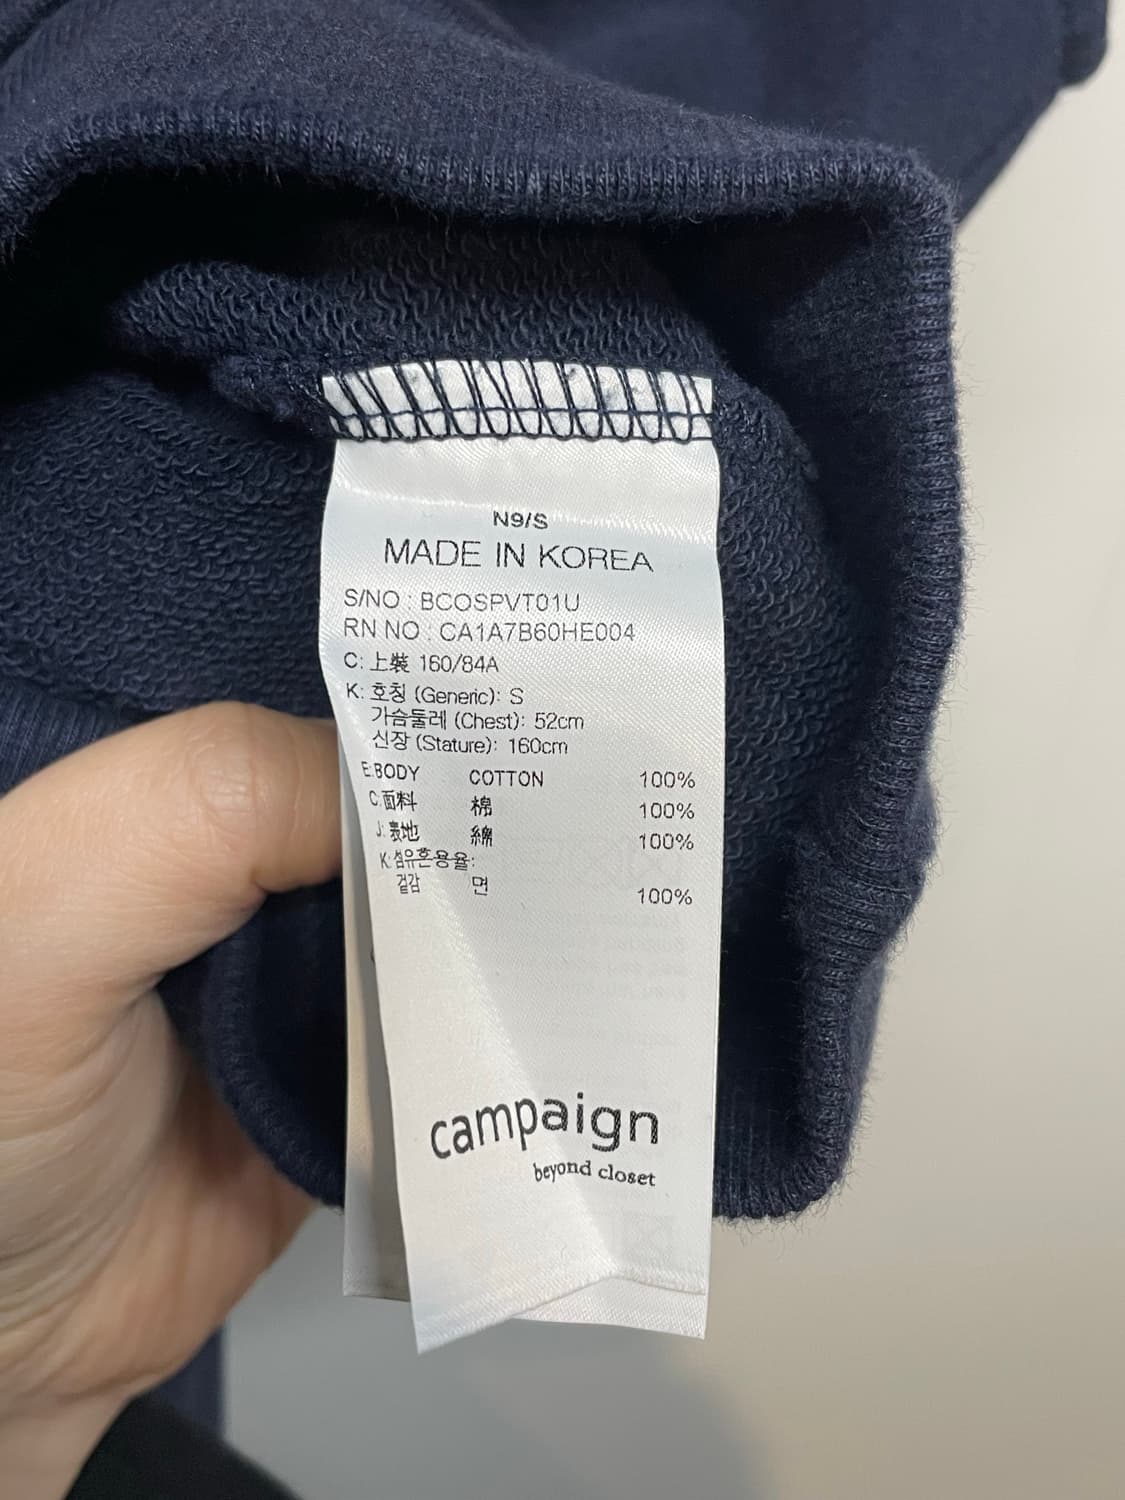 N9/S
MADE IN KOREA
S/NO : BCOSPVT01U
RN NO : CA1A7B60HE004
C: 上裝 160/84A
K: 호칭 (Generic): S
가슴둘레 (Chest): 52cm
신장 (Stature): 160cm
E:BODY COTTON 100%
C:面料 棉 100%
J:表地 綿 100%
K:섬유혼용율:
겉감 면 100%
campaign
beyond closet